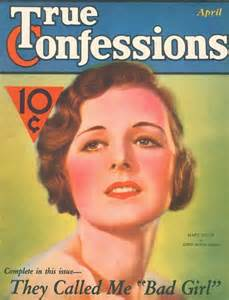 True
Confessions
April
10¢
Complete in this issue—
They Called Me "Bad Girl"